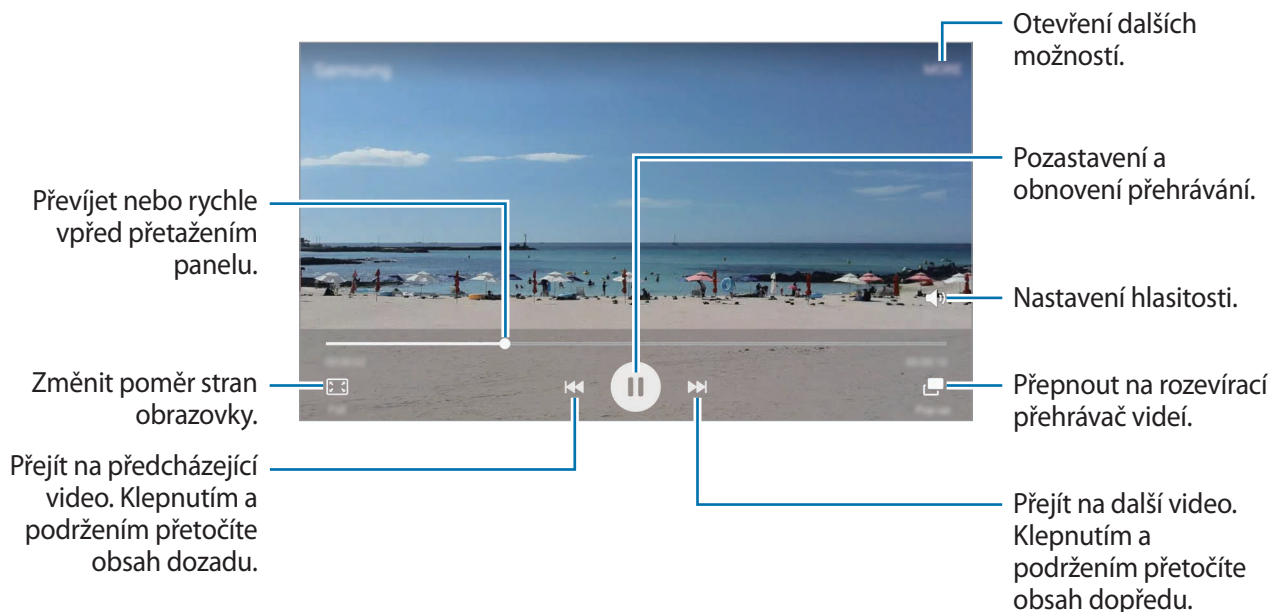 Otevření dalších
možností.
Pozastavení a
obnovení přehrávání.
Převíjet nebo rychle
vpřed přetažením
panelu.
Nastavení hlasitosti.
Změnit poměr stran
obrazovky.
Přepnout na rozevírací
přehrávač videí.
Přejít na předcházející
video. Klepnutím a
podržením přetočíte
obsah dozadu.
Přejít na další video.
Klepnutím a
podržením přetočíte
obsah dopředu.